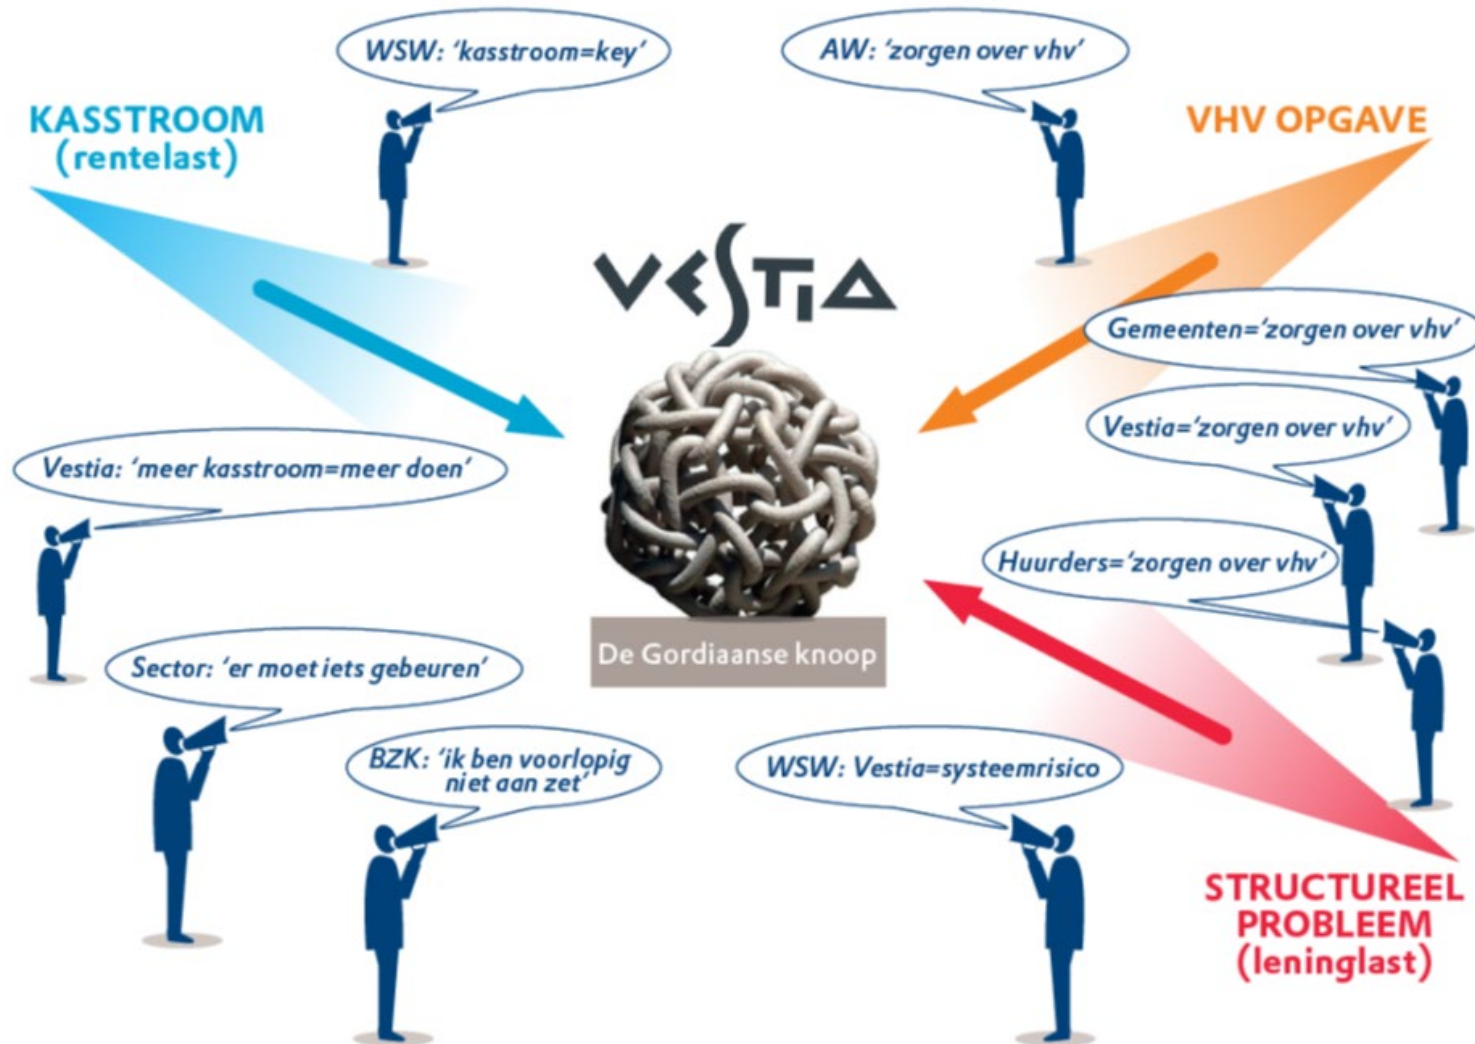 WSW: ‘kasstroom=key’
AW: ‘zorgen over vhv’
KASSTROOM
(rentelast)
VHV OPGAVE
VESTIA
Gemeenten=‘zorgen over vhv’
Vestia=‘zorgen over vhv’
Vestia: ‘meer kasstroom=meer doen’
Huurders=‘zorgen over vhv’
De Gordiaanse knoop
Sector: ‘er moet iets gebeuren’
BZK: ‘ik ben voorlopig
niet aan zet’
WSW: Vestia=systeemrisico
STRUCTUREEL
PROBLEEM
(leninglast)